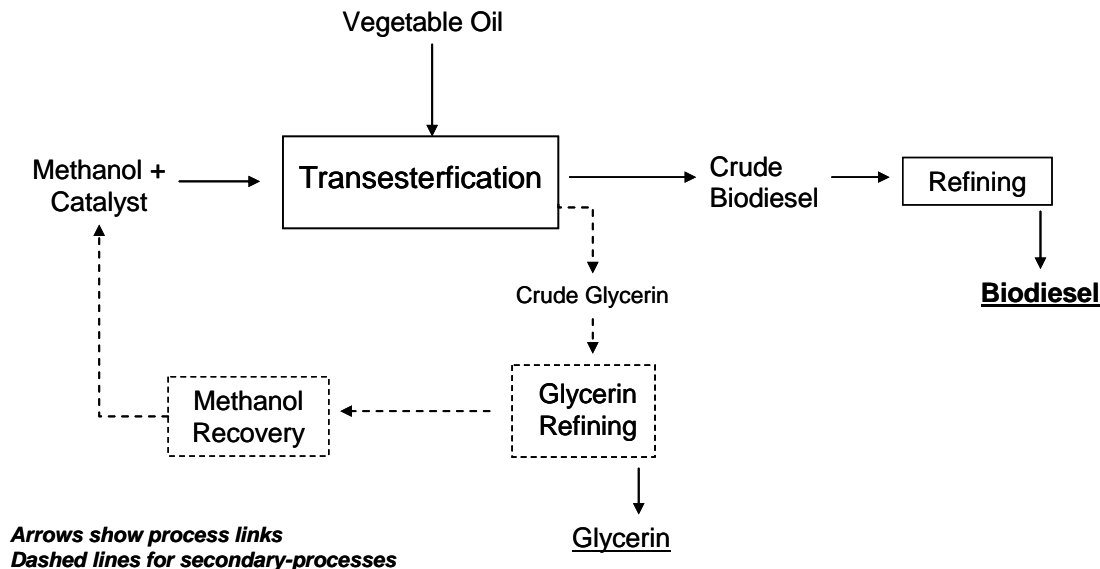 Vegetable Oil
Methanol +
Catalyst
Transesterfication
Crude
Biodiesel
Refining
Biodiesel
Crude Glycerin
Glycerin
Refining
Methanol
Recovery
Glycerin
Arrows show process links
Dashed lines for secondary-processes